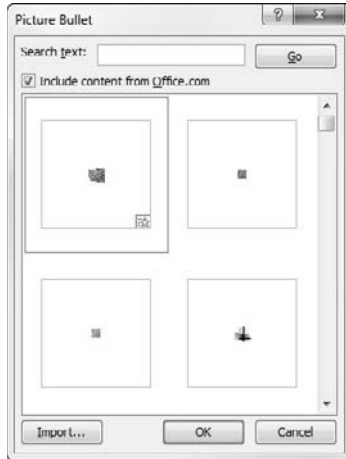 Picture Bullet
Search text:
Go
Include content from Office.com
Import...
OK
Cancel